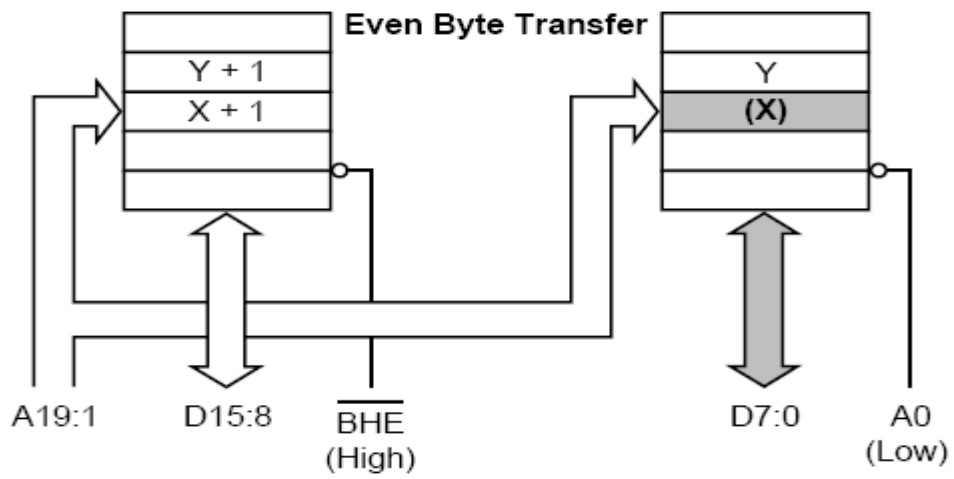 Even Byte Transfer
Y + 1
X + 1
Y
(X)
A19:1
D15:8
BHE
(High)
D7:0
A0
(Low)